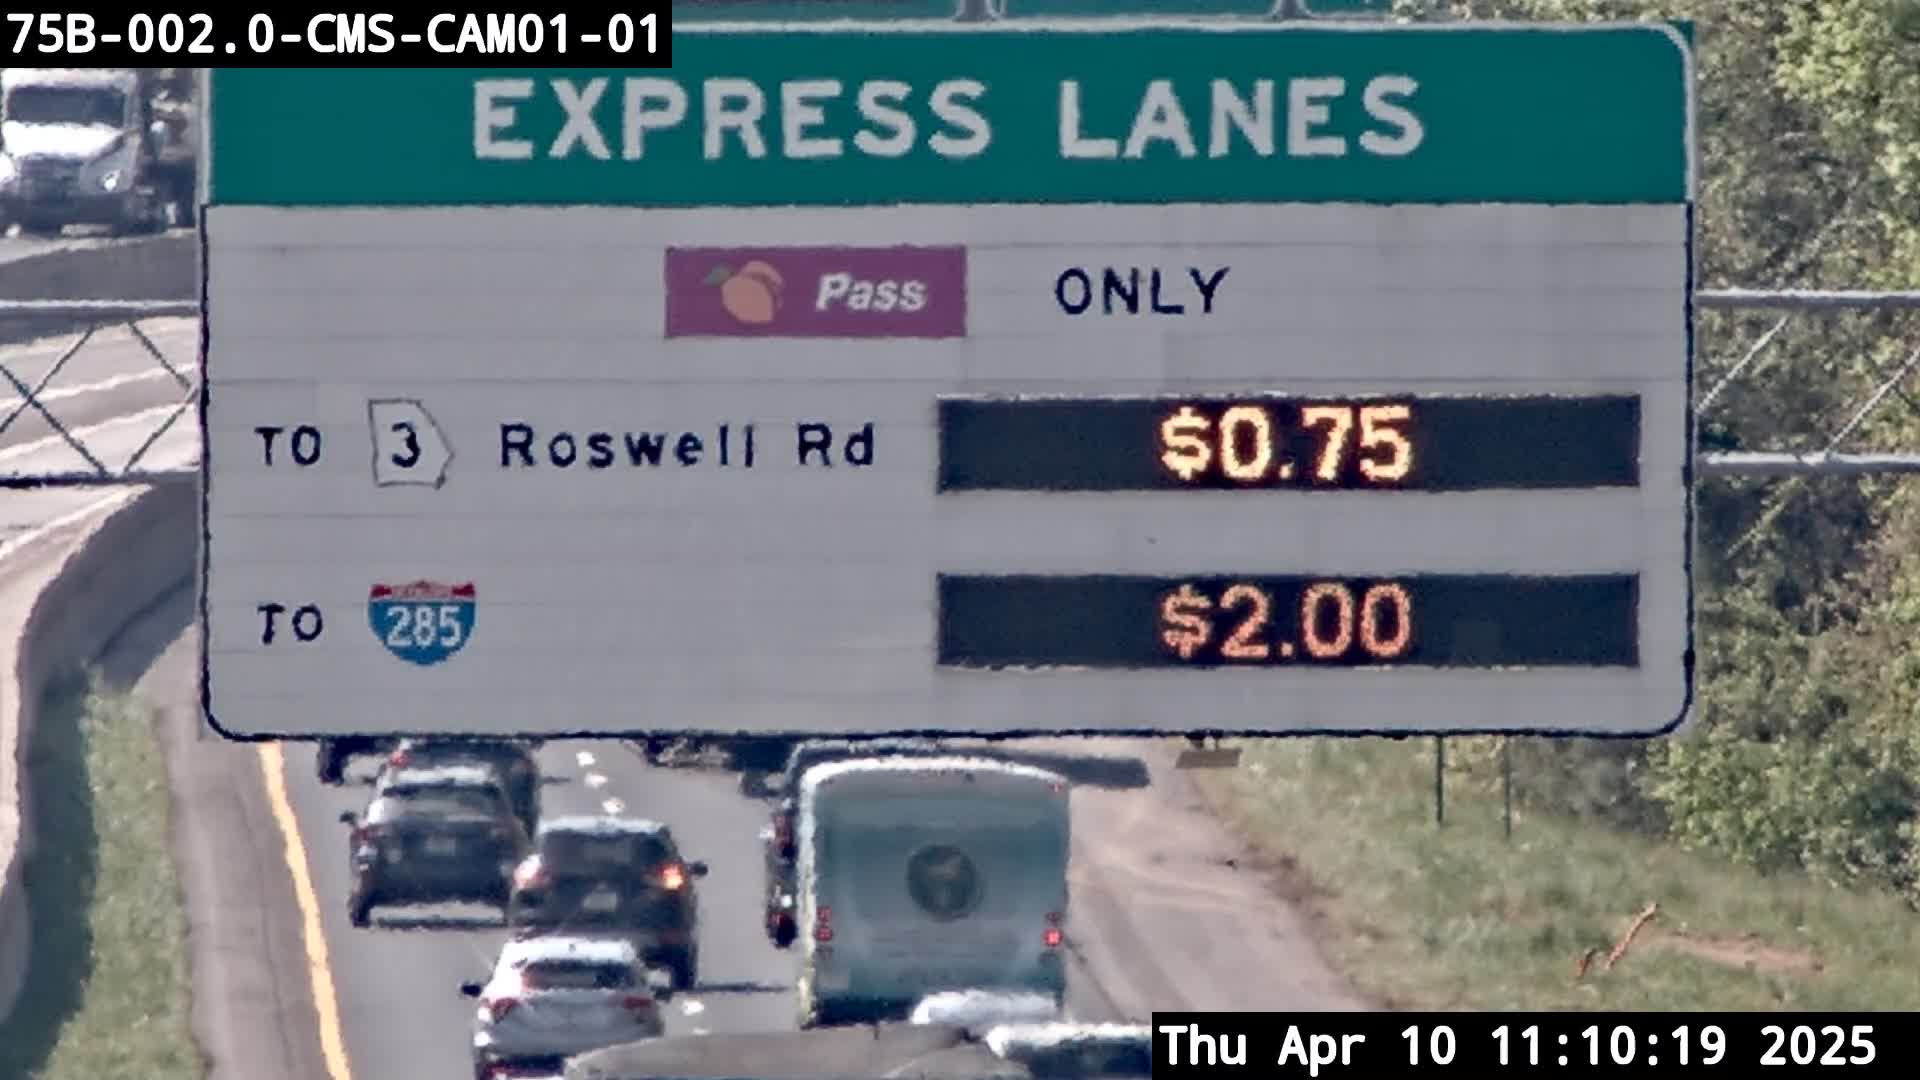 75B-002.0-CMS-CAM01-01
EXPRESS LANES
Pass ONLY
TO 3 Roswell Rd $0.75
TO 285 $2.00
Thu Apr 10 11:10:19 2025